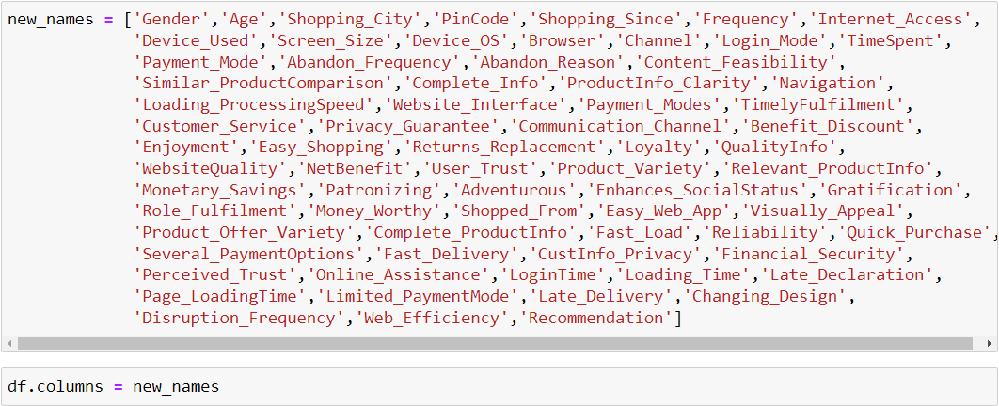 new_names = ['Gender','Age','Shopping_City','PinCode','Shopping_Since','Frequency','Internet_Access',
'Device_Used','Screen_Size','Device_OS','Browser','Channel','Login_Mode','TimeSpent',
'Payment_Mode','Abandon_Frequency','Abandon_Reason','Content_Feasibility',
'Similar_ProductComparison','Complete_Info','ProductInfo_Clarity','Navigation',
'Loading_ProcessingSpeed','Website_Interface','Payment_Modes','TimelyFulfilment',
'Customer_Service','Privacy_Guarantee','Communication_Channel','Benefit_Discount',
'Enjoyment','Easy_Shopping','Returns_Replacement','Loyalty','QualityInfo',
'WebsiteQuality','NetBenefit','User_Trust','Product_Variety','Relevant_ProductInfo',
'Monetary_Savings','Patronizing','Adventurous','Enhances_SocialStatus','Gratification',
'Role_Fulfilment','Money_Worthy','Shopped_From','Easy_Web_App','Visually_Appeal',
'Product_Offer_Variety','Complete_ProductInfo','Fast_Load','Reliability','Quick_Purchase',
'Several_PaymentOptions','Fast_Delivery','CustInfo_Privacy','Financial_Security',
'Perceived_Trust','Online_Assistance','LoginTime','Loading_Time','Late_Declaration',
'Page_LoadingTime','Limited_PaymentMode','Late_Delivery','Changing_Design',
'Disruption_Frequency','Web_Efficiency','Recommendation']
df.columns = new_names